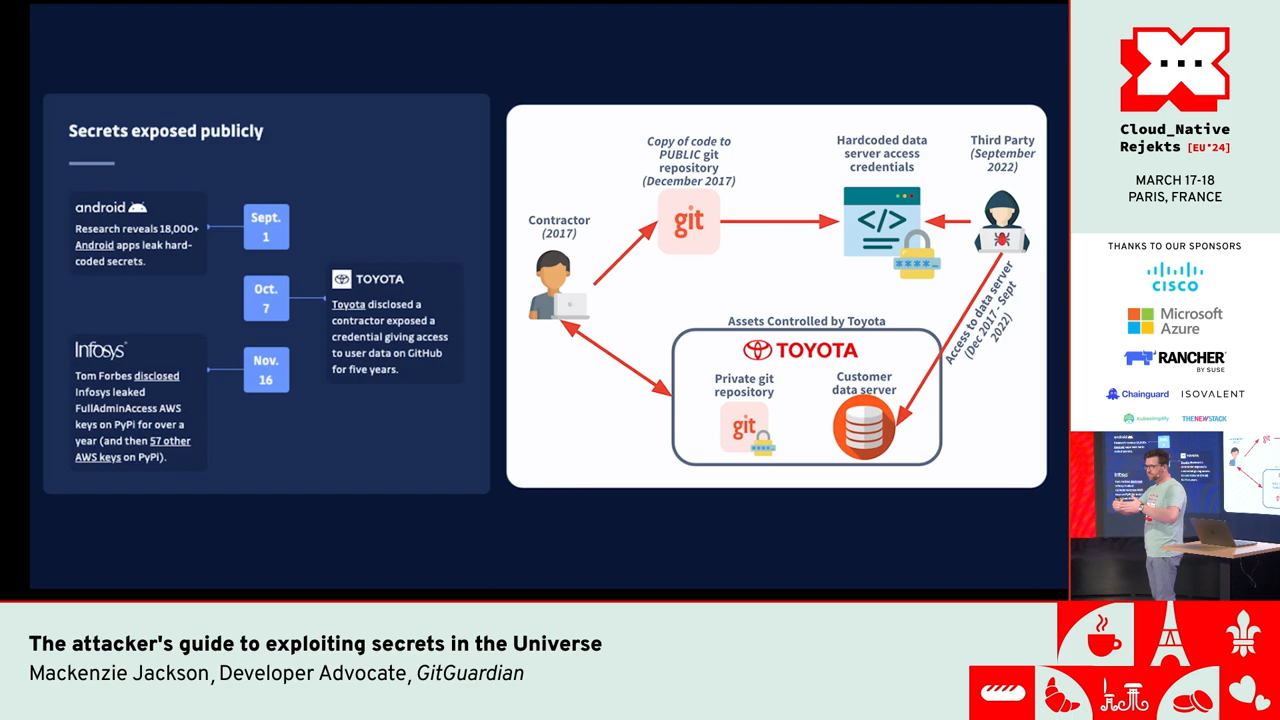 Secrets exposed publicly
android
Research reveals 18,000+
Android apps leak hard-
coded secrets.
Sept.
1
Oct.
7
TOYOTA
Toyota disclosed a
contractor exposed a
credential giving access
to user data on GitHub
for five years.
Infosys
Tom Forbes disclosed
Infosys leaked
FullAdminAccess AWS
keys on PyPi for over a
year (and then 57 other
AWS keys on PyPi).
Nov.
16
Contractor
(2017)
Copy of code to
PUBLIC git
repository
(December 2017)
git
Hardcoded data
server access
credentials
</>
****
Third Party
(September
2022)
Access to data server
(Dec 2017 - Sept
2022)
Assets Controlled by Toyota
TOYOTA
Private git
repository
git
Customer
data server
Cloud_Native
Rejekts [EU'24]
MARCH 17-18
PARIS, FRANCE
THANKS TO OUR SPONSORS
CISCO
Microsoft
Azure
RANCHER
BY SUSE
Chainguard
ISOVALENT
kubesimplify
THENEWSTACK
The attacker's guide to exploiting secrets in the Universe
Mackenzie Jackson, Developer Advocate, GitGuardian